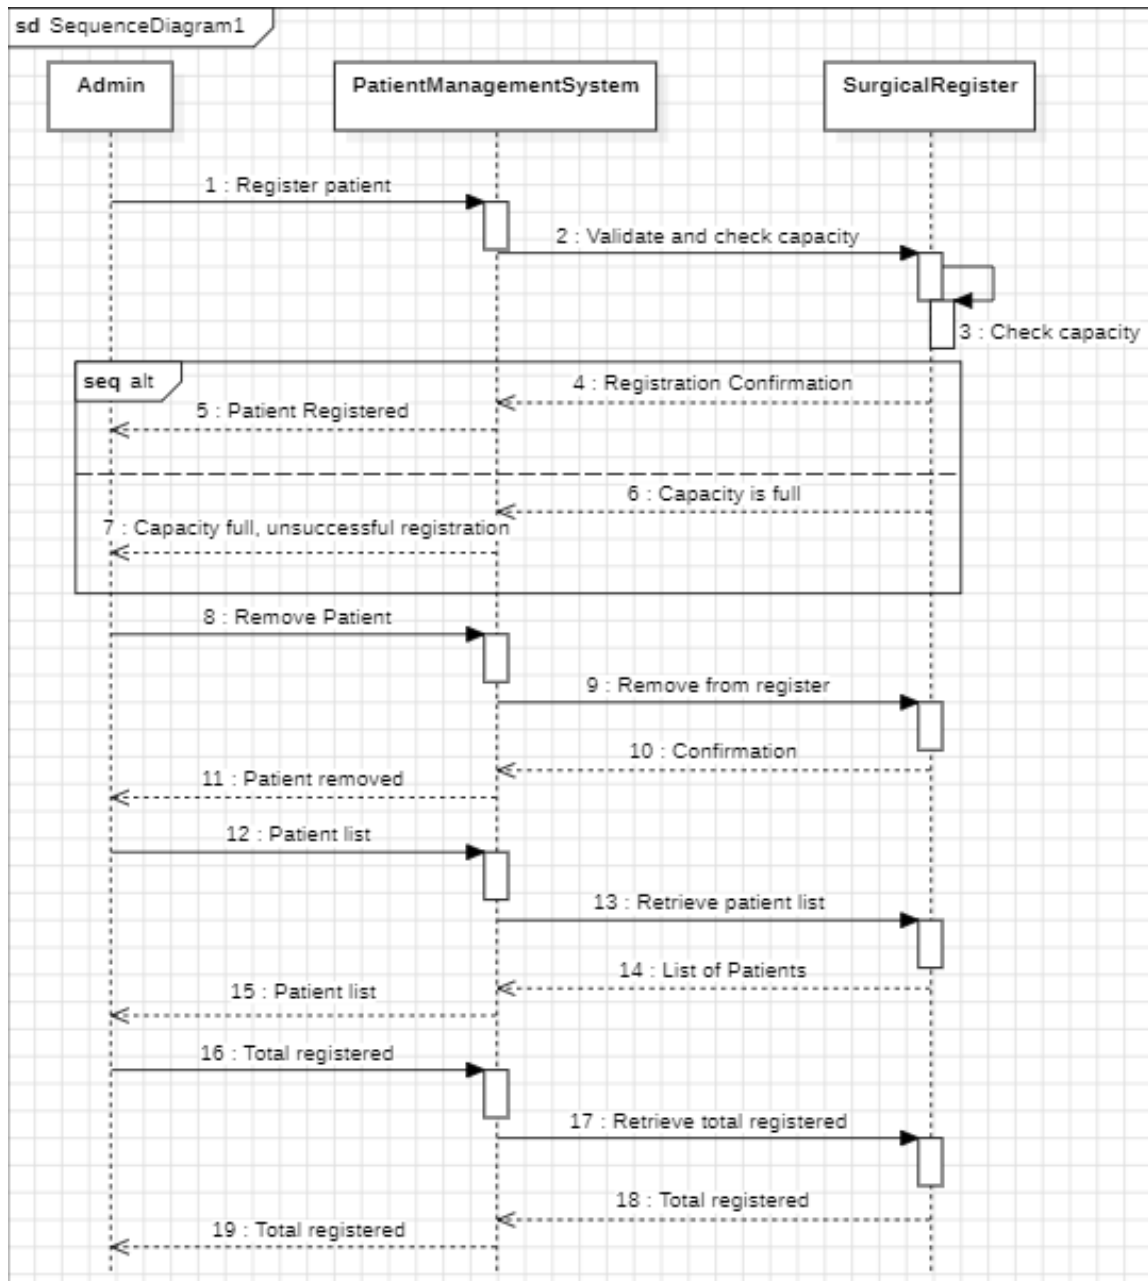 sd SequenceDiagram1
Admin
PatientManagementSystem
SurgicalRegister
1 : Register patient
2 : Validate and check capacity
3 : Check capacity
seq alt
4 : Registration Confirmation
5 : Patient Registered
6 : Capacity is full
7 : Capacity full, unsuccessful registration
8 : Remove Patient
9 : Remove from register
10 : Confirmation
11 : Patient removed
12 : Patient list
13 : Retrieve patient list
14 : List of Patients
15 : Patient list
16 : Total registered
17 : Retrieve total registered
18 : Total registered
19 : Total registered